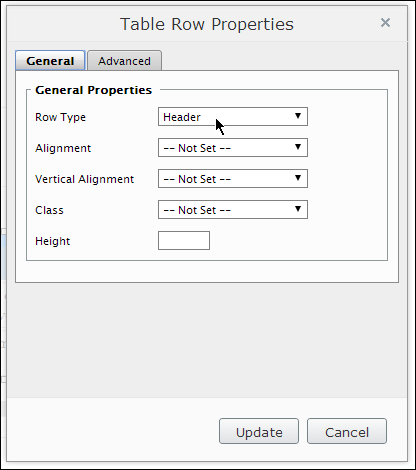 Table Row Properties ×
General Advanced
General Properties
Row Type Header
Alignment -- Not Set --
Vertical Alignment -- Not Set --
Class -- Not Set --
Height
Update Cancel